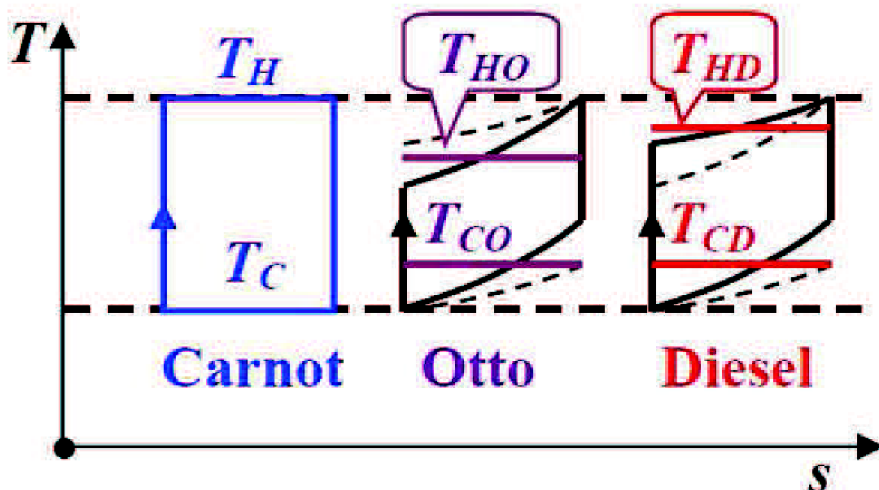 T
T_H
T_HO
T_HD
T_C
T_CO
T_CD
Carnot
Otto
Diesel
s